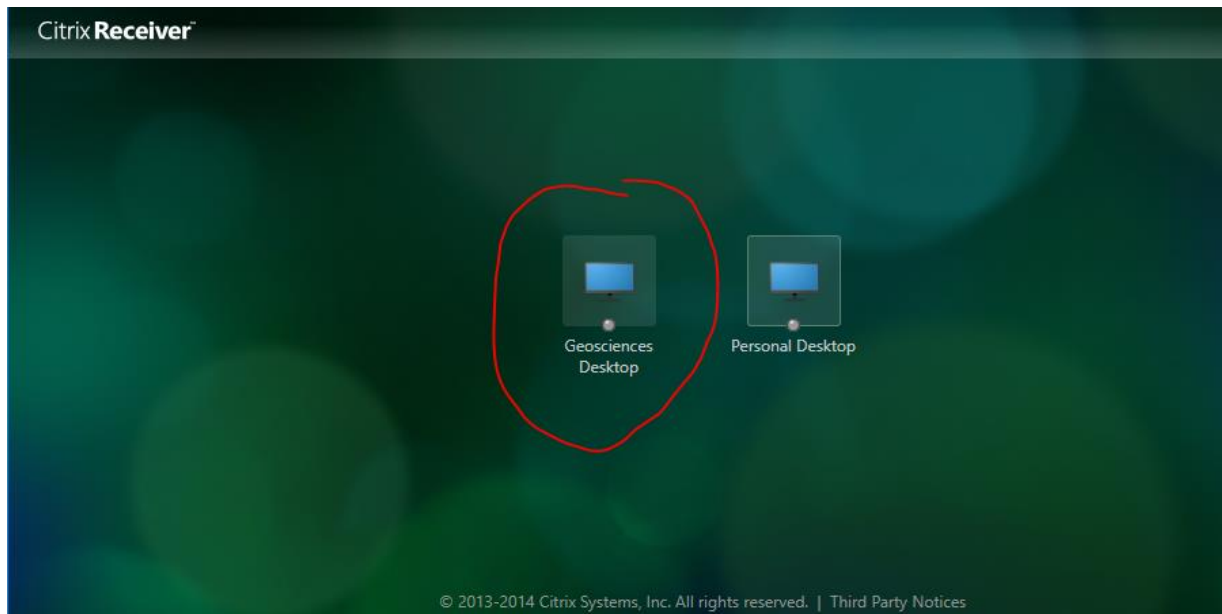 Citrix Receiver™
Geosciences
Desktop
Personal Desktop
© 2013-2014 Citrix Systems, Inc. All rights reserved. | Third Party Notices